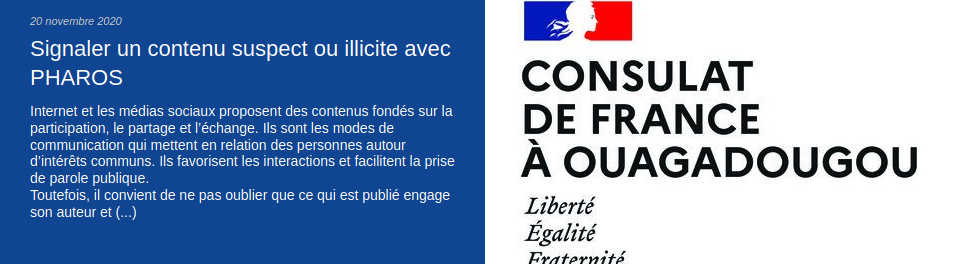 20 novembre 2020
Signaler un contenu suspect ou illicite avec
PHAROS
Internet et les médias sociaux proposent des contenus fondés sur la
participation, le partage et l'échange. Ils sont les modes de
communication qui mettent en relation des personnes autour
d'intérêts communs. Ils favorisent les interactions et facilitent la prise
de parole publique.
Toutefois, il convient de ne pas oublier que ce qui est publié engage
son auteur et (...)
CONSULAT
DE FRANCE
À OUAGADOUGOU
Liberté
Égalité
Fraternité